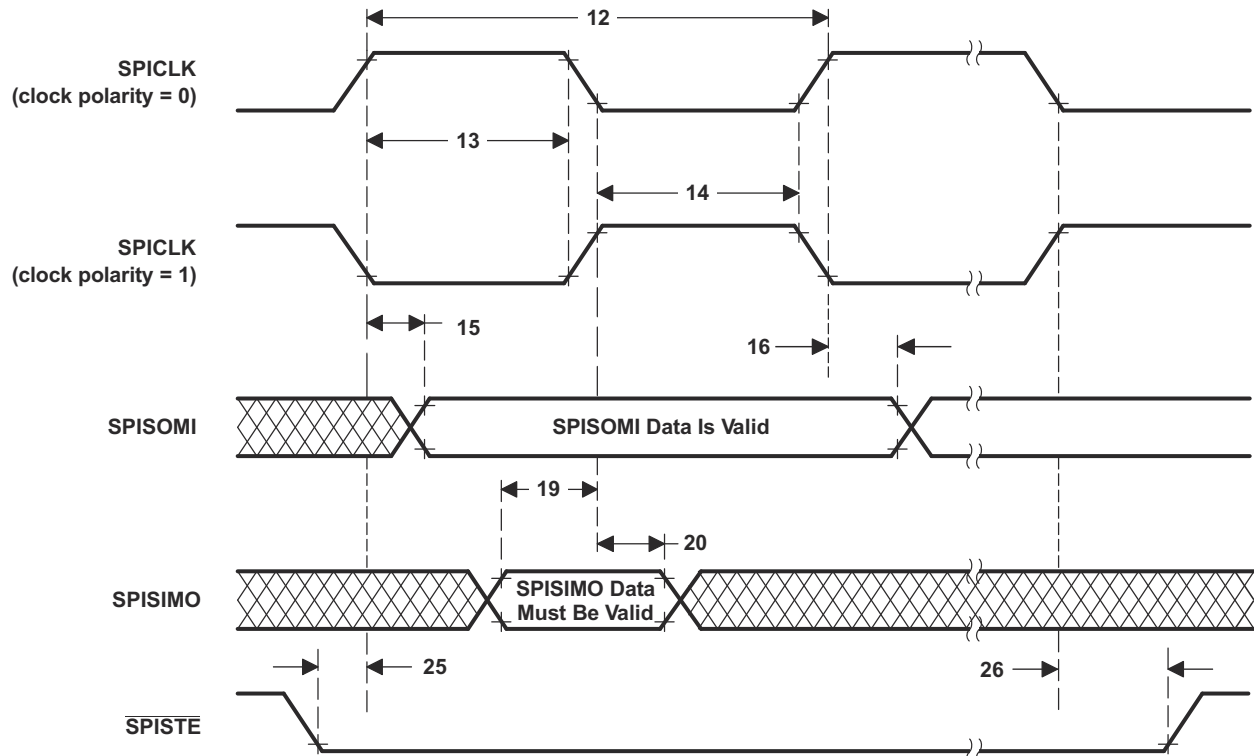 12
SPICLK
(clock polarity = 0)
13
14
SPICLK
(clock polarity = 1)
15
16
SPISOMI
SPISOMI Data Is Valid
19
20
SPISIMO
SPISIMO Data
Must Be Valid
25
26
SPISTE